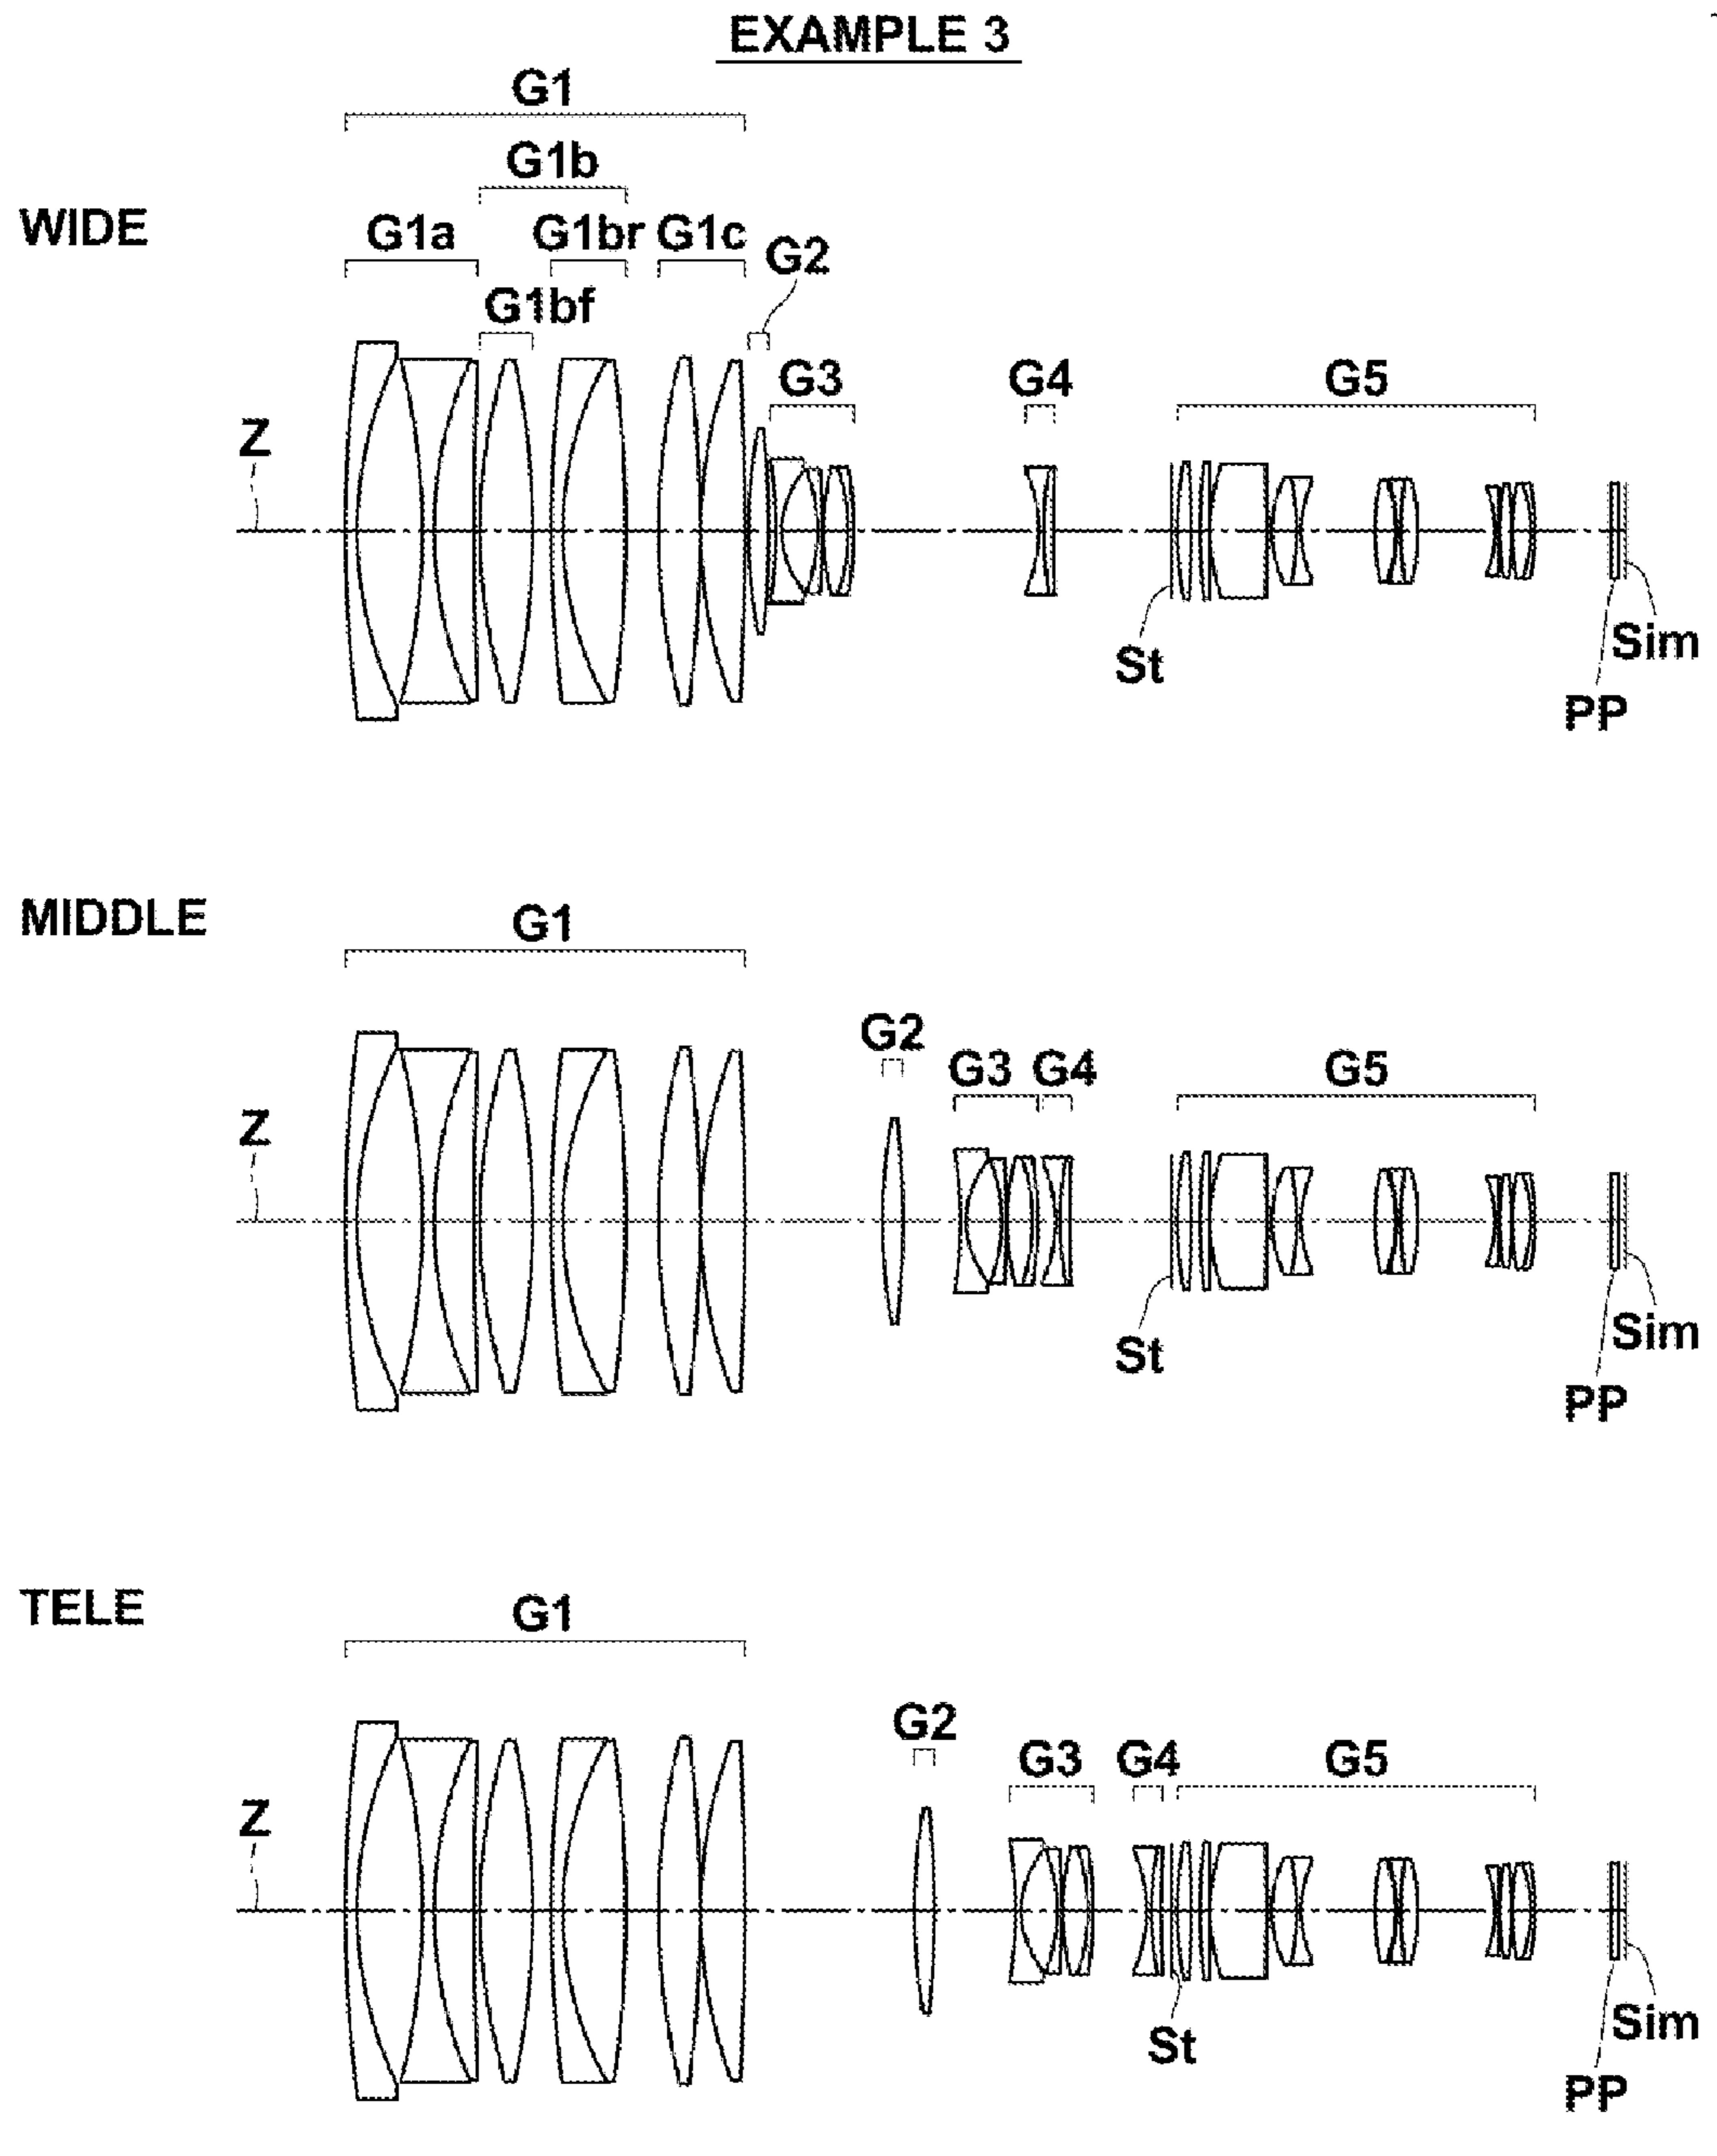 EXAMPLE 3
G1
G1b
WIDE
G1a G1br G1c G2
G1bf
G3 G4 G5
Z
St Sim
PP
MIDDLE
G1
G2
G3 G4 G5
Z
St Sim
PP
TELE
G1
G2
G3 G4 G5
Z
St Sim
PP